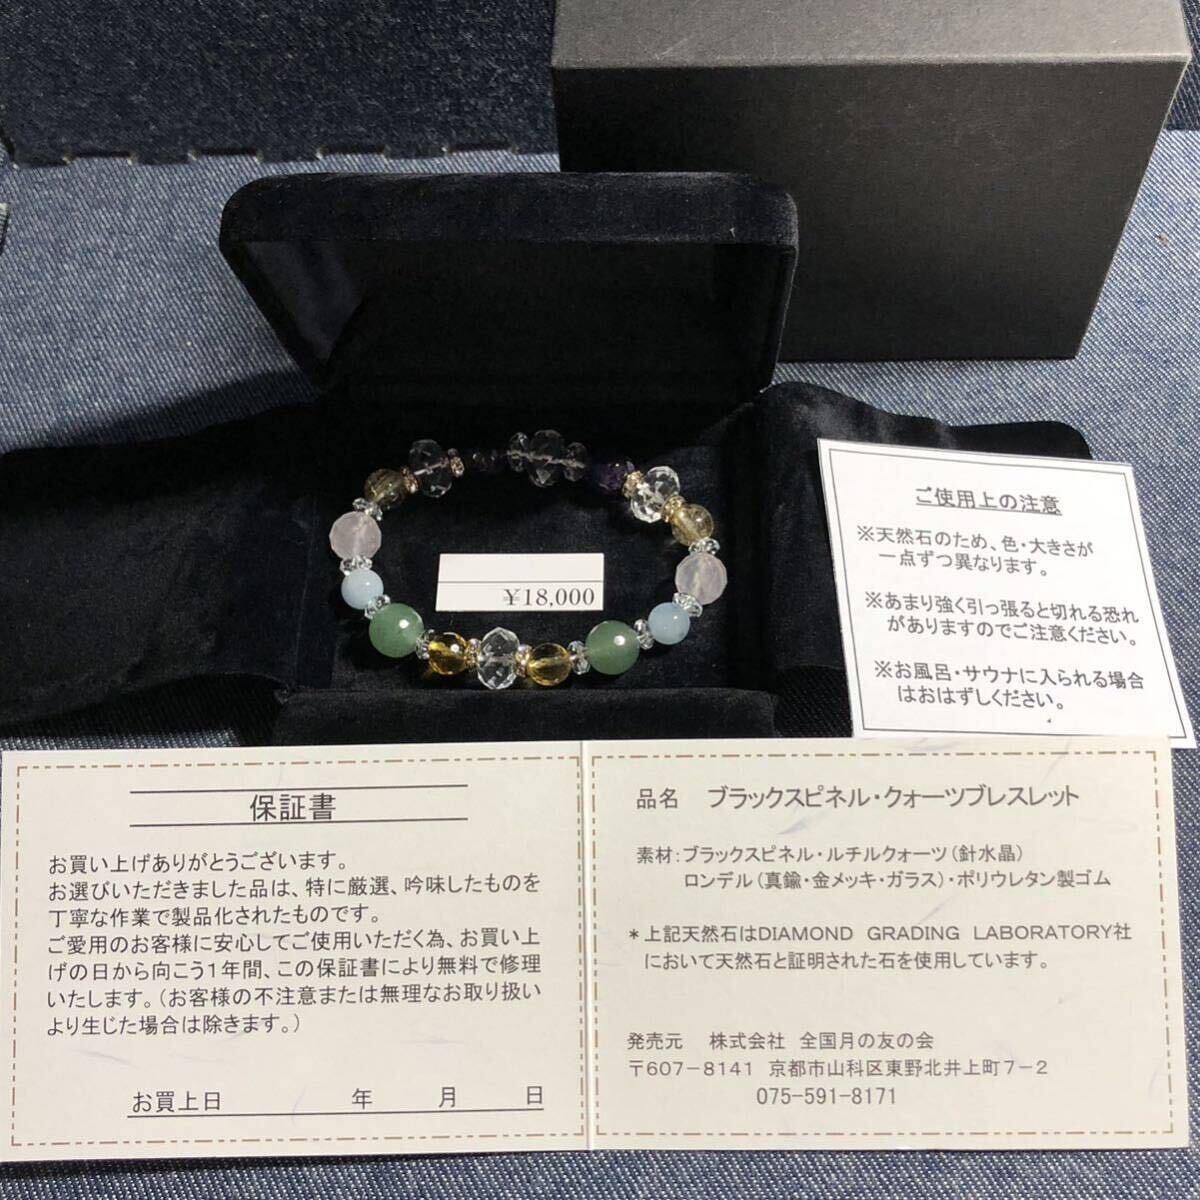 ¥18,000
ご使用上の注意
※天然石のため、色・大きさが
一点ずつ異なります。
※あまり強く引っ張ると切れる恐れ
がありますのでご注意ください。
※お風呂・サウナに入られる場合
はおはずしください。
保証書
お買い上げありがとうございます。
お選びいただきました品は、特に厳選、吟味したものを
丁寧な作業で製品化されたものです。
ご愛用のお客様に安心してご使用いただく為、お買い上
げの日から向こう1年間、この保証書により無料で修理
いたします。(お客様の不注意または無理なお取り扱い
より生じた場合は除きます。)
お買上日 年 月 日
品名 ブラックスピネル・クォーツブレスレット
素材:ブラックスピネル・ルチルクォーツ(針水晶)
ロンデル(真鍮・金メッキ・ガラス)・ポリウレタン製ゴム
*上記天然石はDIAMOND GRADING LABORATORY社
において天然石と証明された石を使用しています。
発売元 株式会社 全国月の友の会
〒607-8141 京都市山科区東野北井上町7-2
075-591-8171